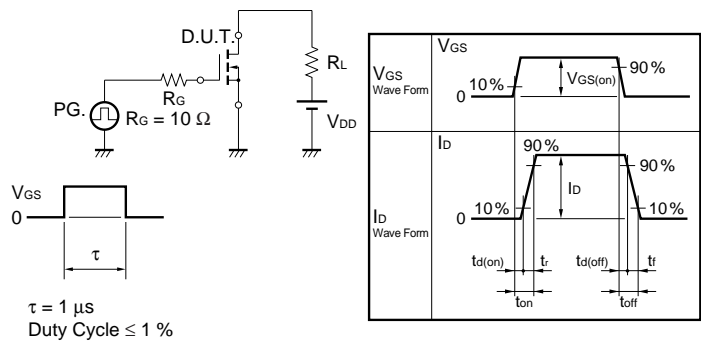 D.U.T.
RL
RG
PG.
RG = 10 Ω
VDD
VGS
0
τ
τ = 1 μs
Duty Cycle ≤ 1 %
VGS
Wave Form
VGS
90 %
10 %
VGS(on)
0
ID
Wave Form
ID
90 %
90 %
ID
10 %
0
10 %
td(on)
tr
td(off)
tf
ton
toff